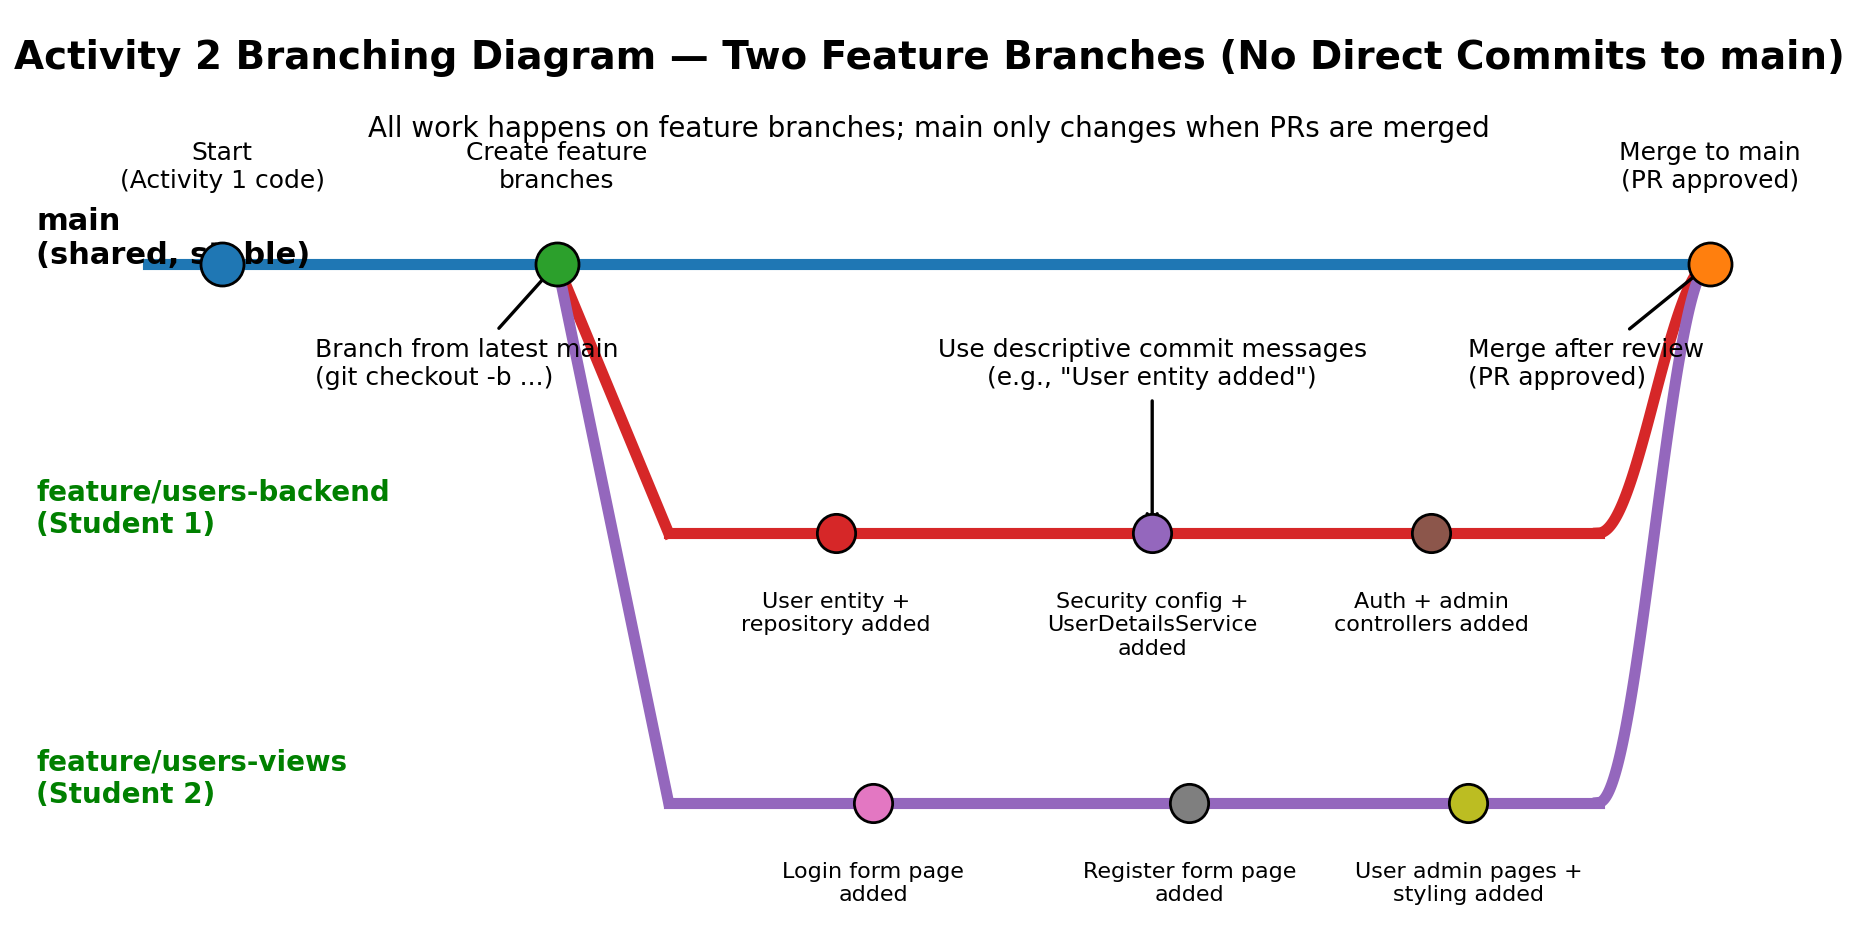 Activity 2 Branching Diagram — Two Feature Branches (No Direct Commits to main)
All work happens on feature branches; main only changes when PRs are merged
Start
(Activity 1 code)
Create feature
branches
Merge to main
(PR approved)
main
(shared, stable)
Branch from latest main
(git checkout -b ...)
Use descriptive commit messages
(e.g., "User entity added")
Merge after review
(PR approved)
feature/users-backend
(Student 1)
User entity +
repository added
Security config +
UserDetailsService
added
Auth + admin
controllers added
feature/users-views
(Student 2)
Login form page
added
Register form page
added
User admin pages +
styling added